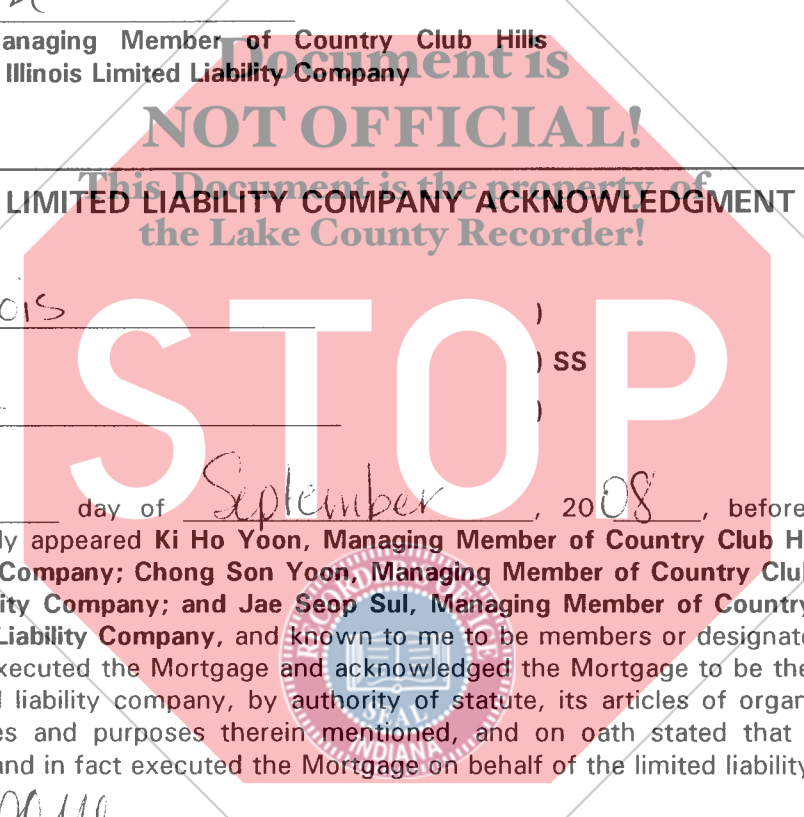 anaging Member of Country Club Hills
Illinois Limited Liability Company
Document is
NOT OFFICIAL!
This Document is the property of
the Lake County Recorder!
LIMITED LIABILITY COMPANY ACKNOWLEDGMENT
ois
)
) SS
)
STOP
day of September, 2008, before
ly appeared Ki Ho Yoon, Managing Member of Country Club H
Company; Chong Son Yoon, Managing Member of Country Clu
ity Company; and Jae Seop Sul, Managing Member of Country
Liability Company, and known to me to be members or designate
xecuted the Mortgage and acknowledged the Mortgage to be the
l liability company, by authority of statute, its articles of organ
es and purposes therein mentioned, and on oath stated that
and in fact executed the Mortgage on behalf of the limited liability
RECORDER'S OFFICE
SEAL
INDIANA